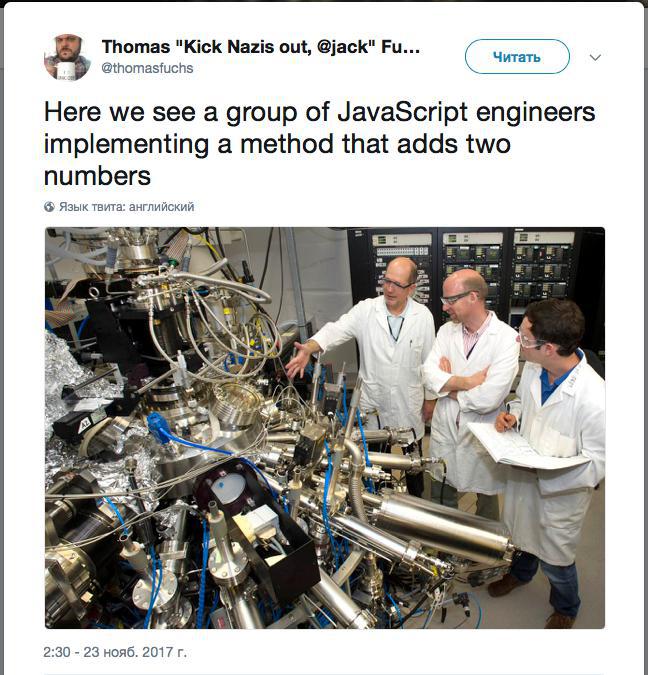 Thomas "Kick Nazis out, @jack" Fu...
@thomasfuchs
Читать
Here we see a group of JavaScript engineers
implementing a method that adds two
numbers
Язык твита: английский
2:30 - 23 нояб. 2017 г.